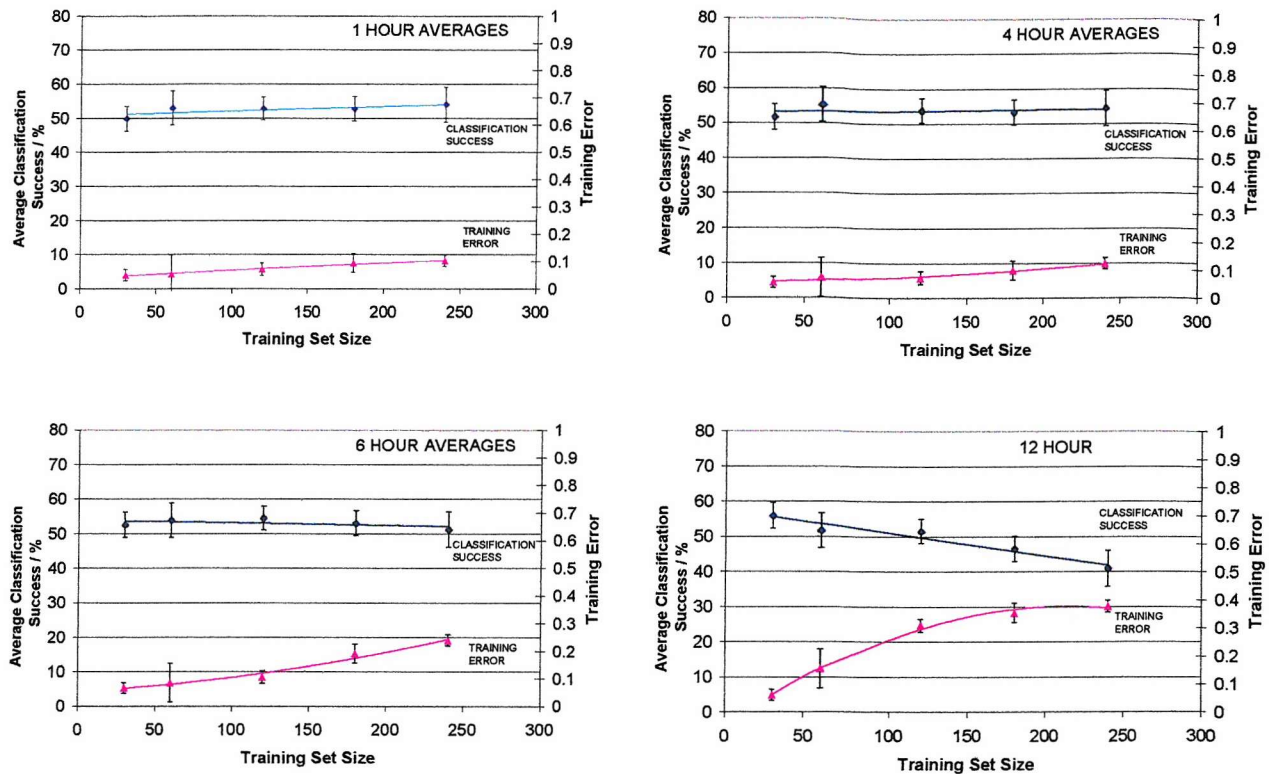 1 HOUR AVERAGES
Average Classification
Success / %
80
70
60
50
40
30
20
10
0
1
0.9
0.8
0.7
0.6
0.5
0.4
0.3
0.2
0.1
0
Training Error
CLASSIFICATION
SUCCESS
TRAINING
ERROR
0 50 100 150 200 250 300
Training Set Size
4 HOUR AVERAGES
Average Classification
Success / %
80
70
60
50
40
30
20
10
0
1
0.9
0.8
0.7
0.6
0.5
0.4
0.3
0.2
0.1
0
Training Error
CLASSIFICATION
SUCCESS
TRAINING
ERROR
0 50 100 150 200 250 300
Training Set Size
6 HOUR AVERAGES
Average Classification
Success / %
80
70
60
50
40
30
20
10
0
1
0.9
0.8
0.7
0.6
0.5
0.4
0.3
0.2
0.1
0
Training Error
CLASSIFICATION
SUCCESS
TRAINING
ERROR
0 50 100 150 200 250 300
Training Set Size
12 HOUR
Average Classification
Success / %
80
70
60
50
40
30
20
10
0
1
0.9
0.8
0.7
0.6
0.5
0.4
0.3
0.2
0.1
0
Training Error
CLASSIFICATION
SUCCESS
TRAINING
ERROR
0 50 100 150 200 250 300
Training Set Size